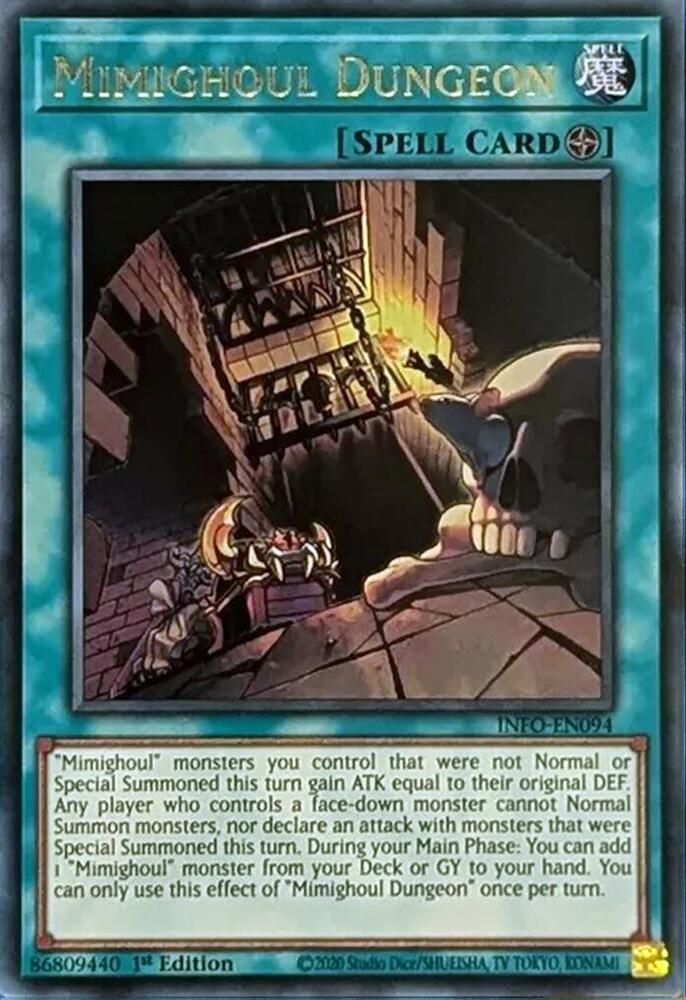 Mimighoul Dungeon
SPELL
魔
[Spell Card]
INFO-EN094
"Mimighoul" monsters you control that were not Normal or
Special Summoned this turn gain ATK equal to their original DEF.
Any player who controls a face-down monster cannot Normal
Summon monsters, nor declare an attack with monsters that were
Special Summoned this turn. During your Main Phase: You can add
1 "Mimighoul" monster from your Deck or GY to your hand. You
can only use this effect of "Mimighoul Dungeon" once per turn.
86809440 1st Edition ©2020 Studio Dice/SHUEISHA, TV TOKYO, KONAMI